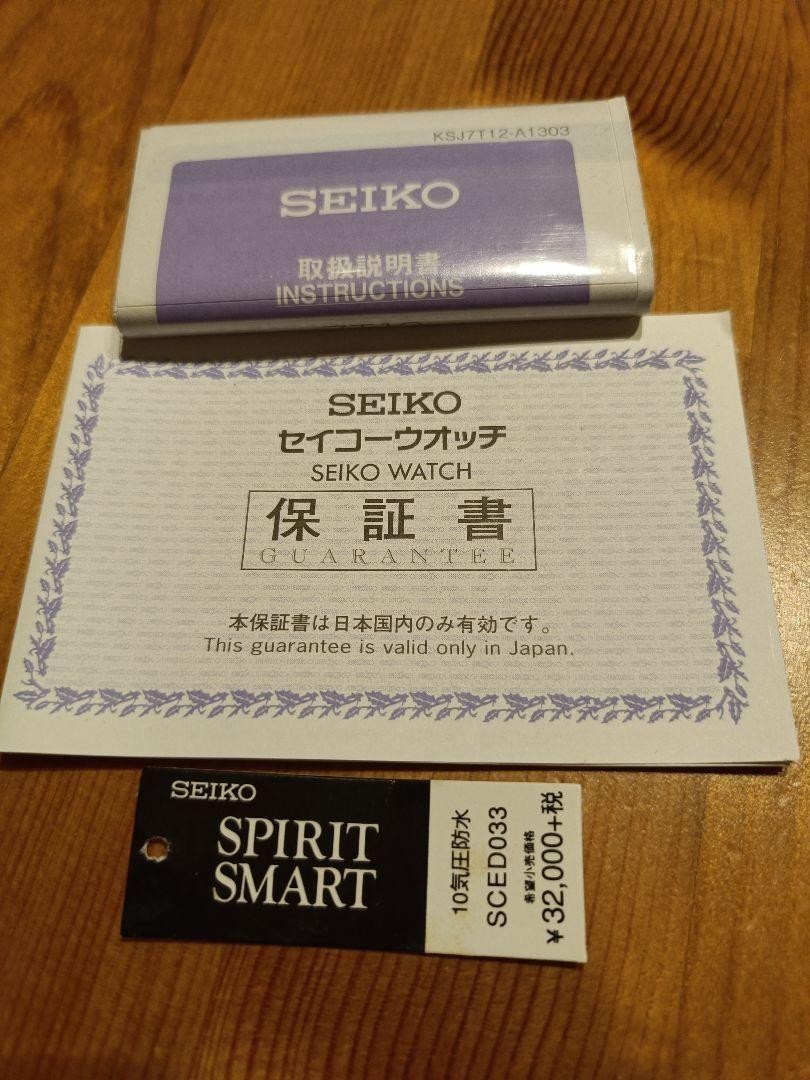 KSJ7T12-A1303
SEIKO
取扱説明書
INSTRUCTIONS
SEIKO
セイコーウオッチ
SEIKO WATCH
保証書
GUARANTEE
本保証書は日本国内のみ有効です。
This guarantee is valid only in Japan.
SEIKO
SPIRIT
SMART
10気圧防水
SCED033
希望小売価格
¥32,000+税